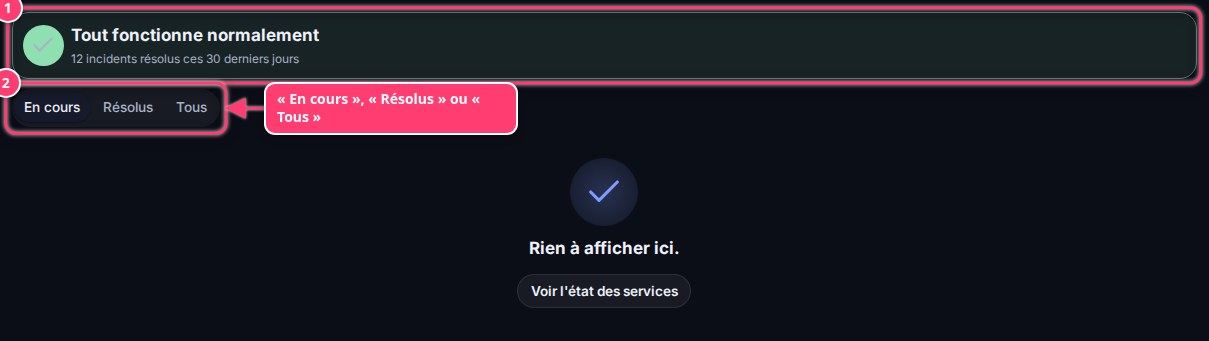 1
Tout fonctionne normalement
12 incidents résolus ces 30 derniers jours
2
En cours Résolus Tous
« En cours », « Résolus » ou «
Tous »
Rien à afficher ici.
Voir l'état des services